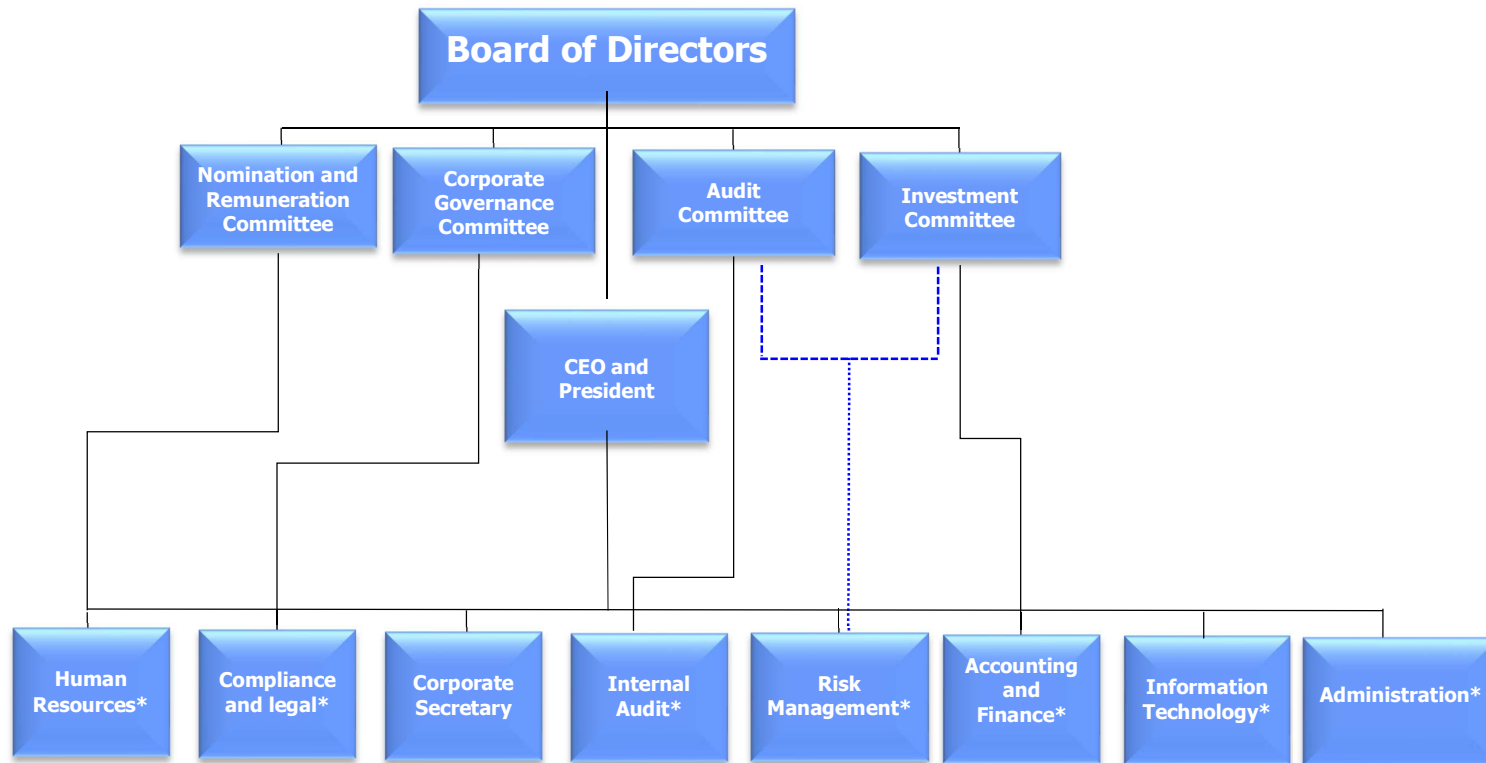 Board of Directors
Nomination and
Remuneration
Committee
Corporate
Governance
Committee
Audit
Committee
Investment
Committee
CEO and
President
Human
Resources*
Compliance
and legal*
Corporate
Secretary
Internal
Audit*
Risk
Management*
Accounting
and
Finance*
Information
Technology*
Administration*